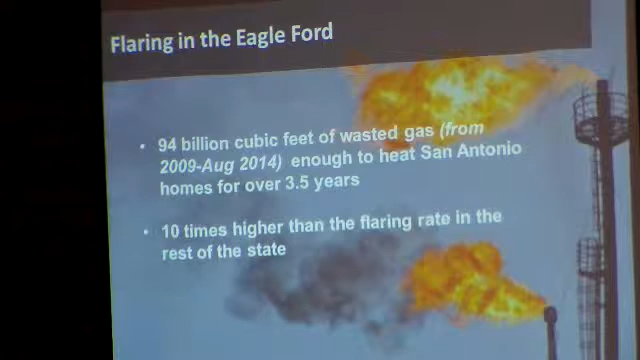 Flaring in the Eagle Ford
• 94 billion cubic feet of wasted gas (from
2009-Aug 2014) enough to heat San Antonio
homes for over 3.5 years
• 10 times higher than the flaring rate in the
rest of the state